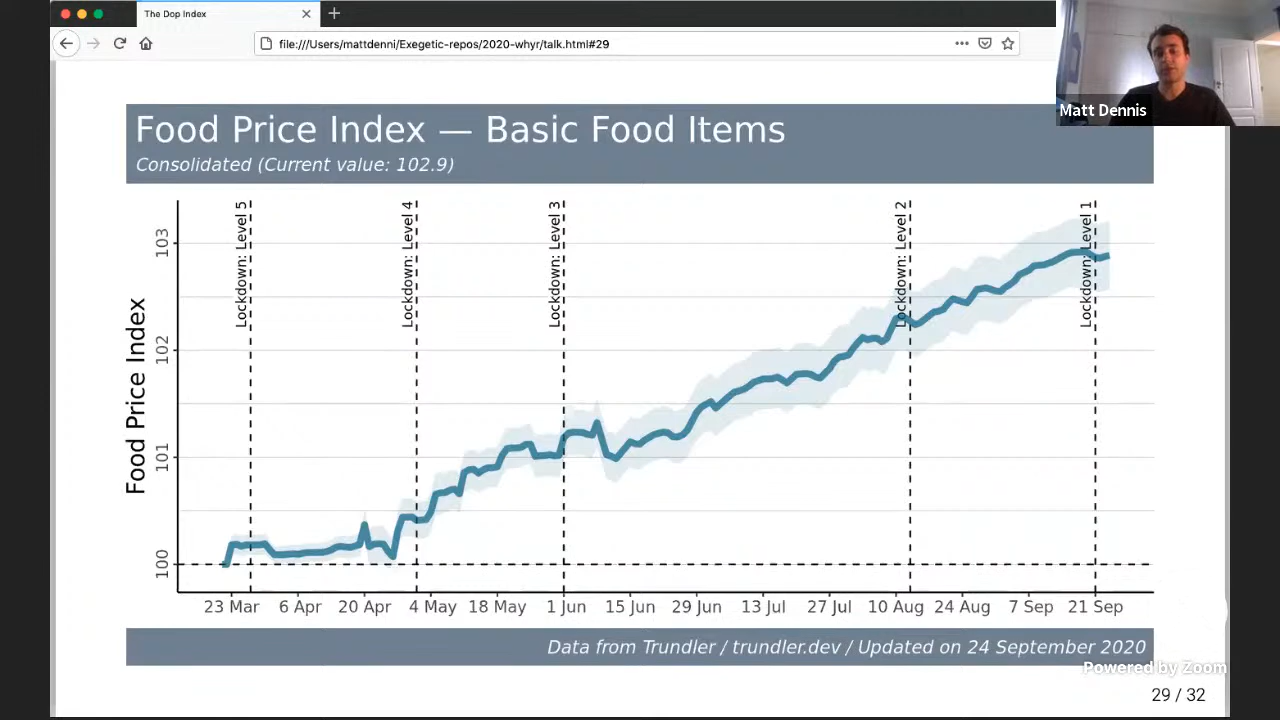 The Dop Index
file:///Users/mattdenni/Exegetic-repos/2020-whyr/talk.html#29
Matt Dennis
Food Price Index — Basic Food Items
Consolidated (Current value: 102.9)
Lockdown: Level 5
Lockdown: Level 4
Lockdown: Level 3
Lockdown: Level 2
Lockdown: Level 1
Food Price Index
103
102
101
100
23 Mar 6 Apr 20 Apr 4 May 18 May 1 Jun 15 Jun 29 Jun 13 Jul 27 Jul 10 Aug 24 Aug 7 Sep 21 Sep
Data from Trundler / trundler.dev / Updated on 24 September 2020
Powered by Zoom
29 / 32